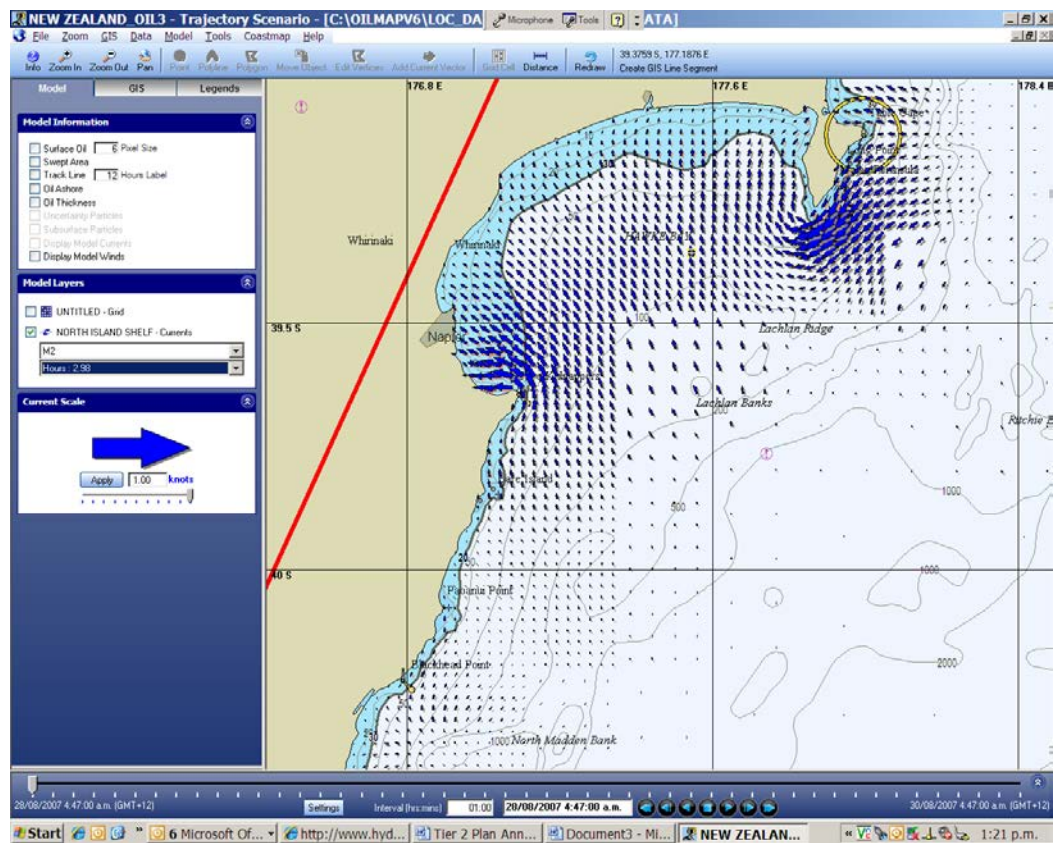 NEW ZEALAND_OIL3 - Trajectory Scenario - [C:\OILMAPV6\LOC_DA
Microphone Tools ? ATA]
File Zoom GIS Data Model Tools Coastmap Help
Info Zoom In Zoom Out Pan Point Polyline Polygon Move Object Edit Vertices Add Current Vector Grid Cell Distance Redraw
39.3759 S, 177.1876 E
Create GIS Line Segment
Model GIS Legends
Model Information
Surface Oil 6 Pixel Size
Swept Area
Track Line 12 Hours Label
Oil Ashore
Oil Thickness
Uncertainty Particles
Subsurface Particles
Display Model Currents
Display Model Winds
Model Layers
UNTITLED - Grid
NORTH ISLAND SHELF - Currents
M2
Hours: 2.98
Current Scale
Apply 1.00 knots
176.8 E 177.6 E 178.4 E
Whirinaki
Whirinaki
HAWKE BAY
39.5 S
100
Lachlan Ridge
Napier
Lachlan Banks
200
Ritchie B
1000
500
40 S
20
1000
Paoanui Point
Blackhead Point
2000
1000 North Madden Bank
28/08/2007 4:47:00 a.m. (GMT+12)
Settings Interval (hrs:mins) 01:00 28/08/2007 4:47:00 a.m.
30/08/2007 4:47:00 a.m. (GMT+12)
Start 6 Microsoft Of... http://www.hyd... Tier 2 Plan Ann... Document3 - Mi... NEW ZEALAN... 1:21 p.m.